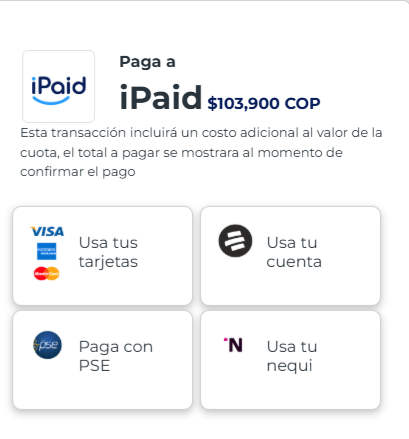 iPaid
Paga a
iPaid $103,900 COP
Esta transacción incluirá un costo adicional al valor de la
cuota, el total a pagar se mostrara al momento de
confirmar el pago
VISA
Usa tus
tarjetas
Usa tu
cuenta
pse
Paga con
PSE
N
Usa tu
nequi